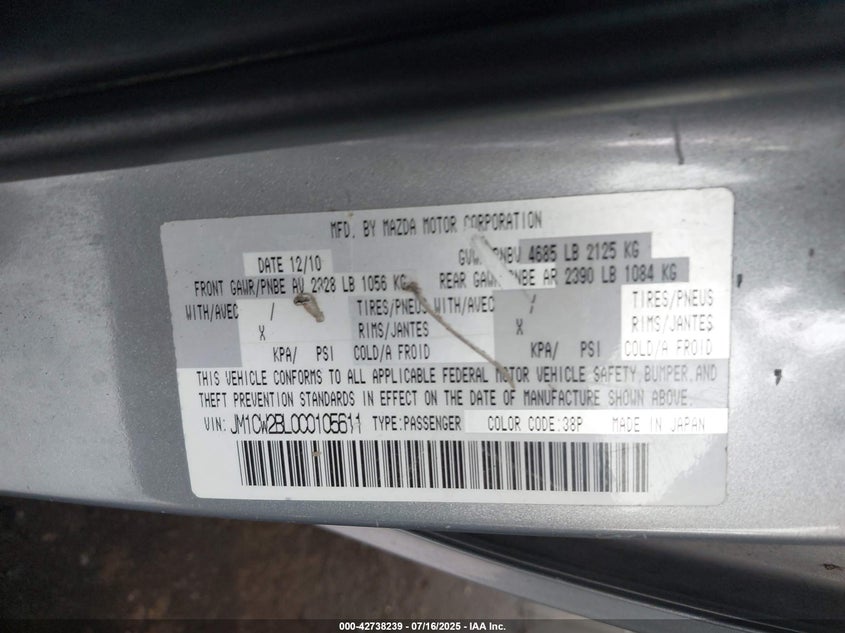 MFD. BY MAZDA MOTOR CORPORATION
DATE 12/10 GVWR/PNBV 4685 LB 2125 KG
FRONT GAWR/PNBE AV 2328 LB 1056 KG REAR GAWR/PNBE AR 2390 LB 1084 KG
WITH/AVEC / TIRES/PNEUS WITH/AVEC / TIRES/PNEUS
X RIMS/JANTES X RIMS/JANTES
KPA/ PSI COLD/A FROID KPA/ PSI COLD/A FROID
THIS VEHICLE CONFORMS TO ALL APPLICABLE FEDERAL MOTOR VEHICLE SAFETY, BUMPER, AND
THEFT PREVENTION STANDARDS IN EFFECT ON THE DATE OF MANUFACTURE SHOWN ABOVE.
VIN: JM1CW2BL0C0105611 TYPE:PASSENGER COLOR CODE:38P MADE IN JAPAN
000-42738239 - 07/16/2025 - IAA Inc.